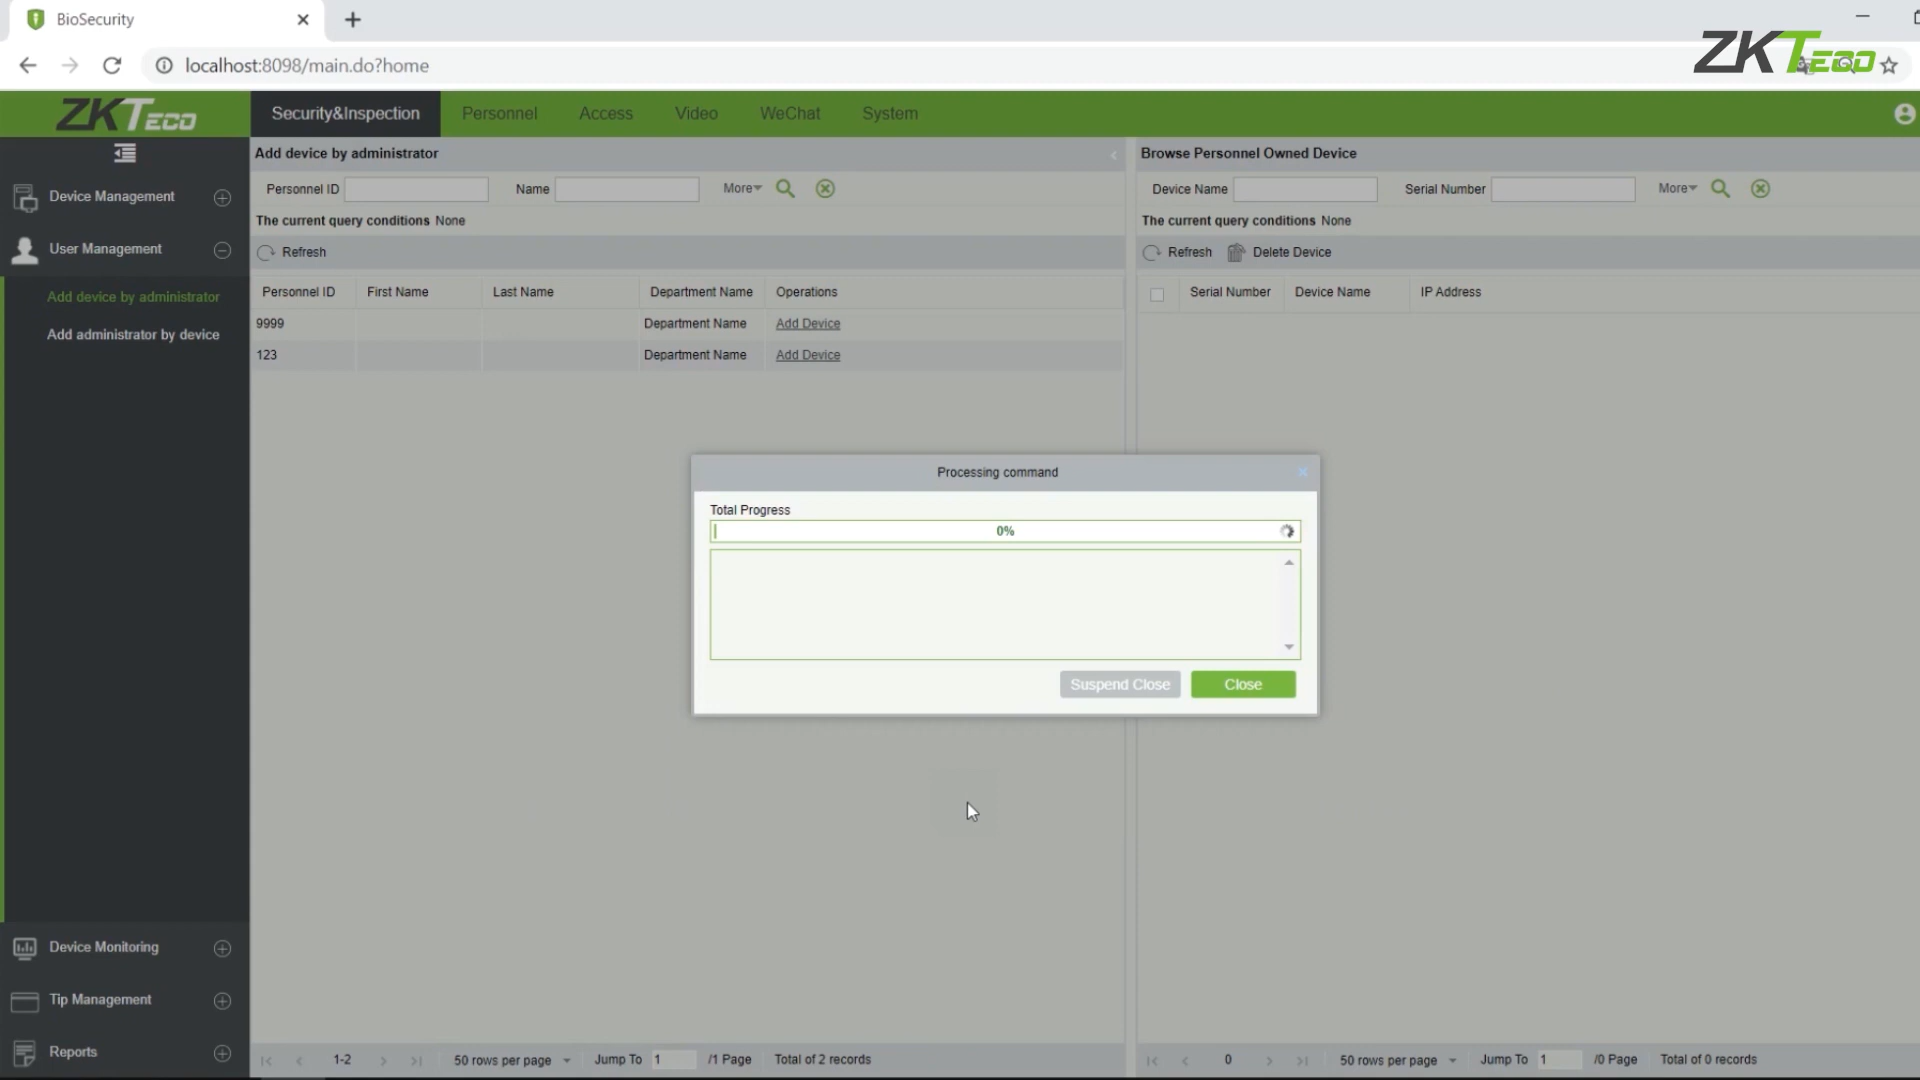 BioSecurity
localhost:8098/main.do?home
ZKTECO
ZKTECO
Security&Inspection Personnel Access Video WeChat System
Add device by administrator
Browse Personnel Owned Device
Device Management
User Management
Add device by administrator
Add administrator by device
Device Monitoring
Tip Management
Reports
Personnel ID Name More
The current query conditions None
Refresh
Personnel ID First Name Last Name Department Name Operations
9999 Department Name Add Device
123 Department Name Add Device
Device Name Serial Number More
The current query conditions None
Refresh Delete Device
Serial Number Device Name IP Address
Processing command
Total Progress
0%
Suspend Close Close
1-2 50 rows per page Jump To 1 /1 Page Total of 2 records
0 50 rows per page Jump To 1 /0 Page Total of 0 records